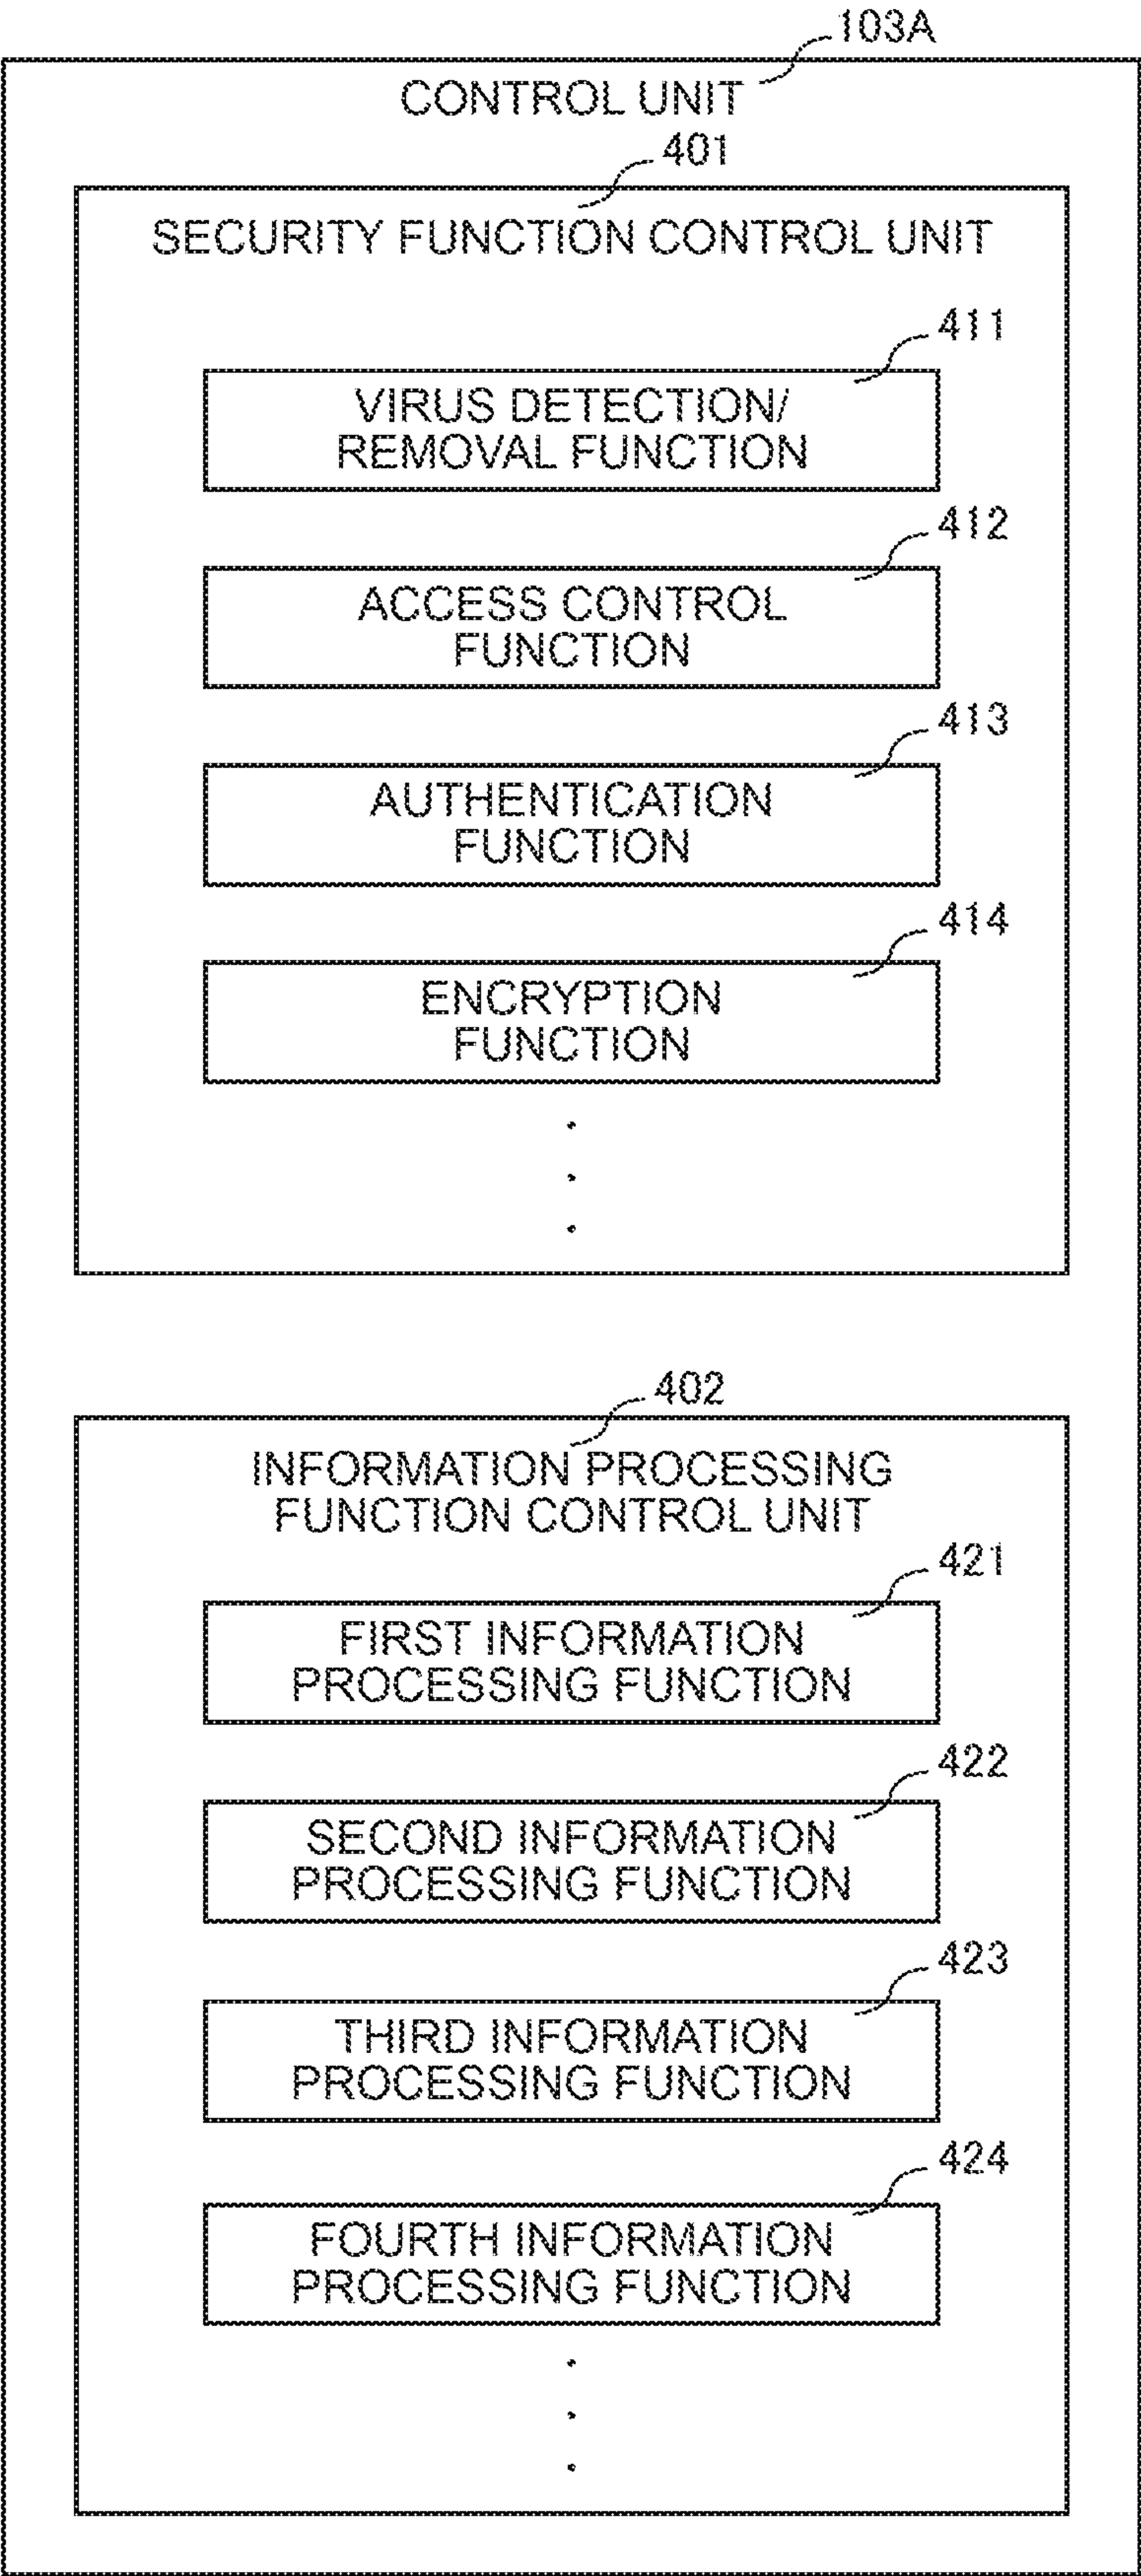 103A
CONTROL UNIT
401
SECURITY FUNCTION CONTROL UNIT
411
VIRUS DETECTION/
REMOVAL FUNCTION
412
ACCESS CONTROL
FUNCTION
413
AUTHENTICATION
FUNCTION
414
ENCRYPTION
FUNCTION
402
INFORMATION PROCESSING
FUNCTION CONTROL UNIT
421
FIRST INFORMATION
PROCESSING FUNCTION
422
SECOND INFORMATION
PROCESSING FUNCTION
423
THIRD INFORMATION
PROCESSING FUNCTION
424
FOURTH INFORMATION
PROCESSING FUNCTION